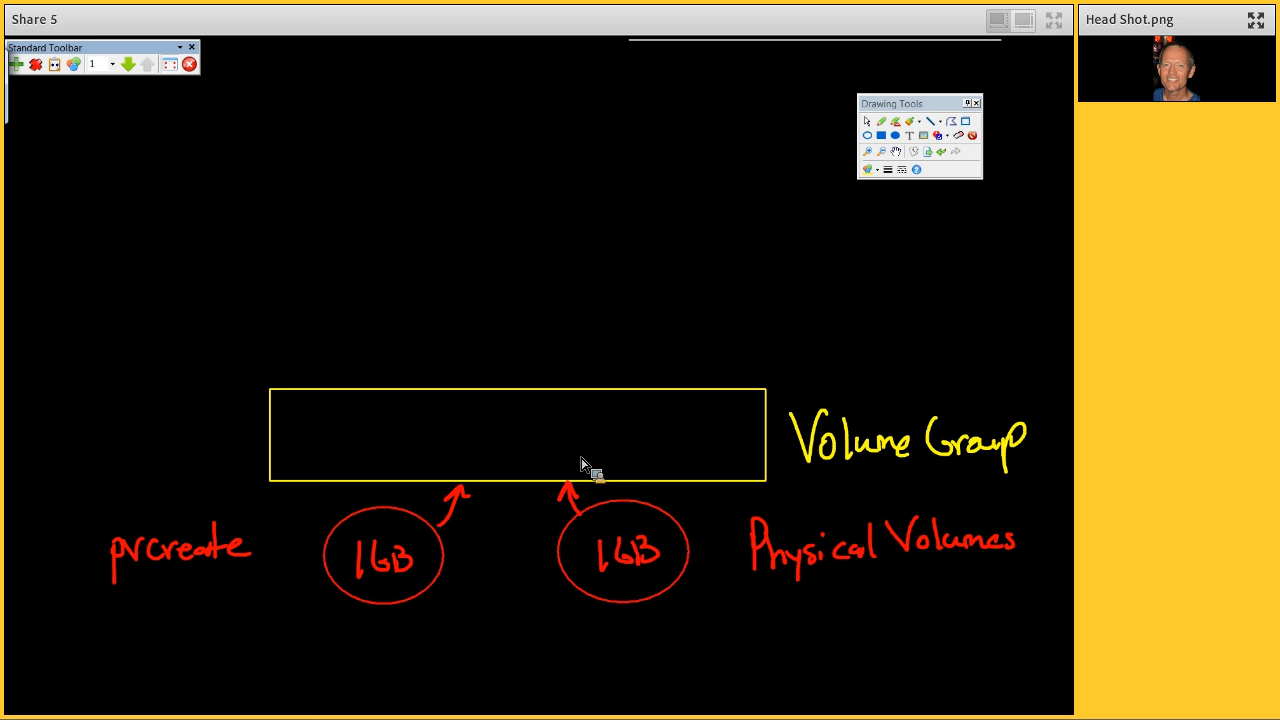 Share 5
Head Shot.png
Standard Toolbar
1
Drawing Tools
T
Volume Group
pvcreate
1GB
1GB
Physical Volumes